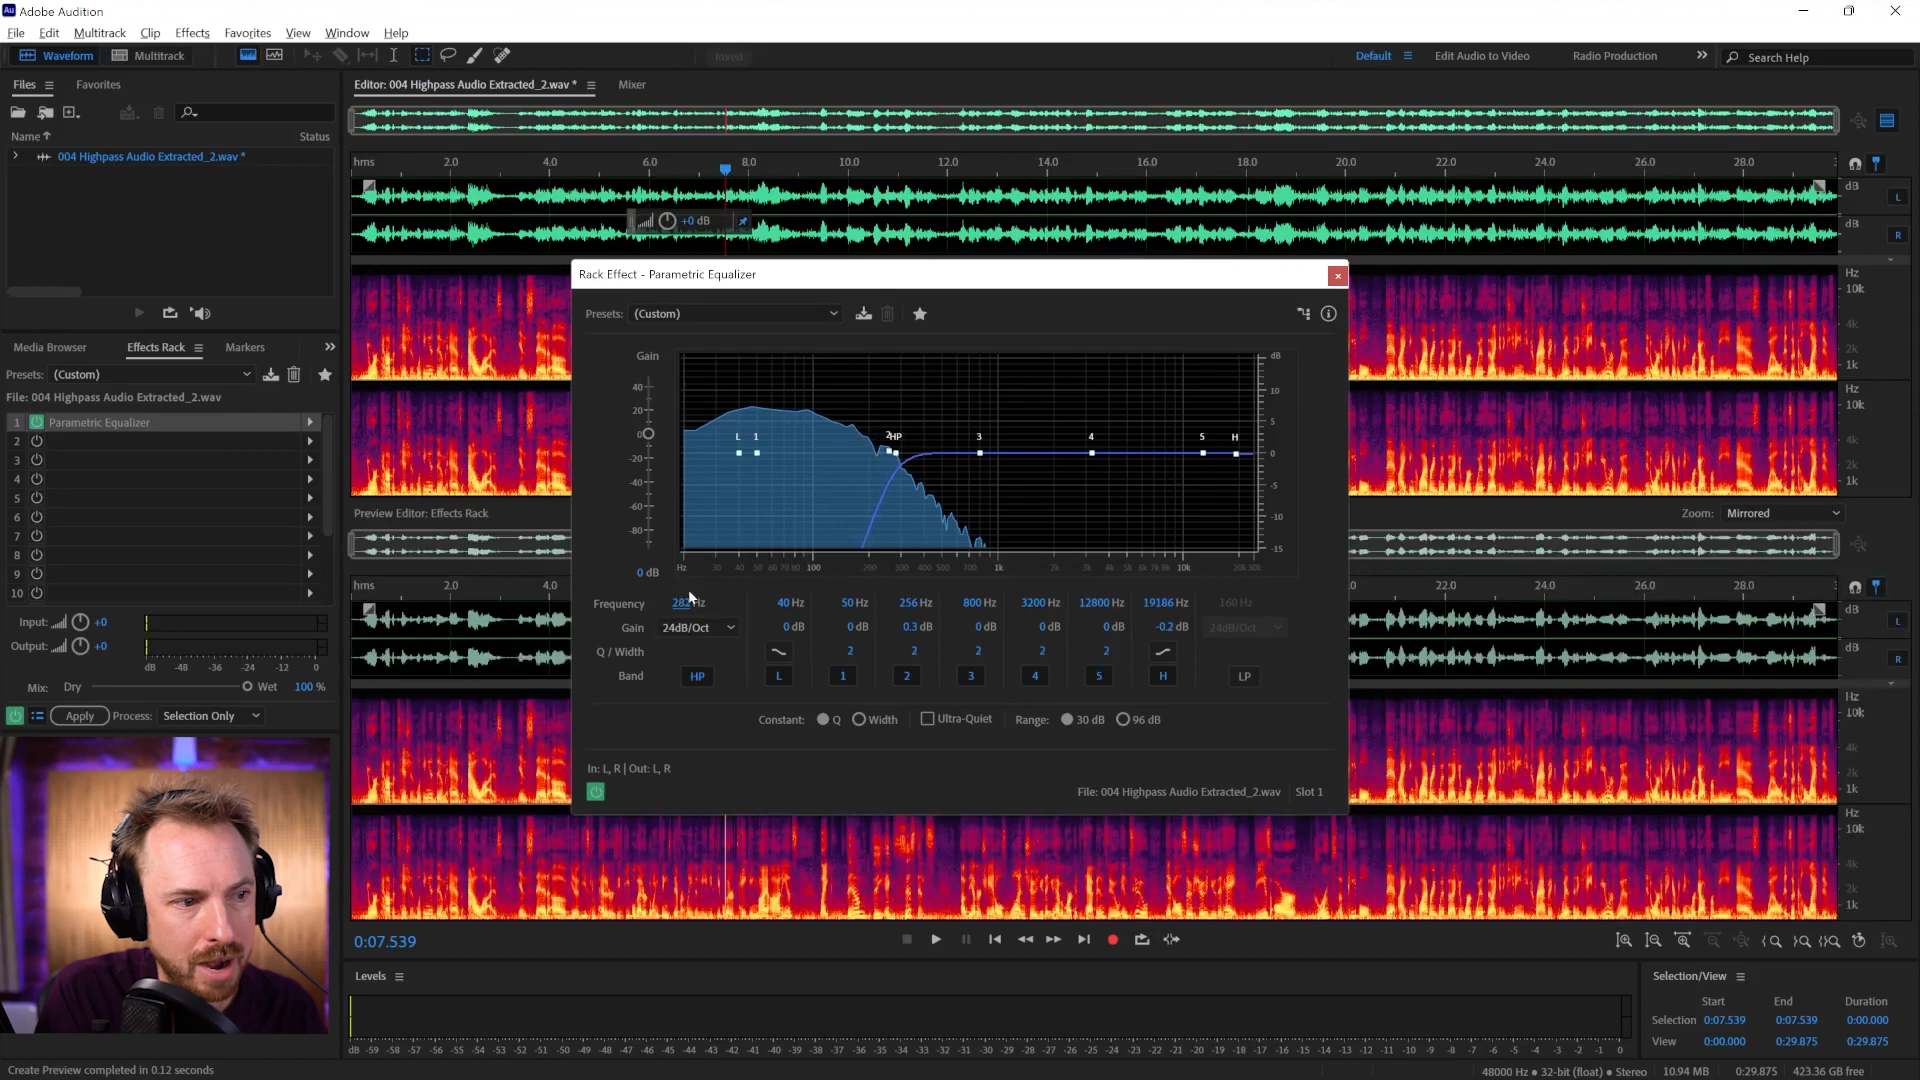 Au Adobe Audition
File Edit Multitrack Clip Effects Favorites View Window Help
Waveform Multitrack Invert Default Edit Audio to Video Radio Production Search Help
Files Favorites
Editor: 004 Highpass Audio Extracted_2.wav * Mixer
Name Status
004 Highpass Audio Extracted_2.wav *
hms 2.0 4.0 6.0 8.0 10.0 12.0 14.0 16.0 18.0 20.0 22.0 24.0 26.0 28.0
dB L
+0 dB
dB R
Rack Effect - Parametric Equalizer
Presets: (Custom)
Hz
10k
4k
2k
1k
Hz
10k
4k
2k
1k
Media Browser Effects Rack Markers
Presets: (Custom)
File: 004 Highpass Audio Extracted_2.wav
1 Parametric Equalizer
2
3
4
5
6
7
8
9
10
Gain dB
40
20
0
-20
-40
-60
-80
0 dB
L 1 2 HP 3 4 5 H
10
5
0
-5
-10
-15
Hz 30 40 50 60 70 80 100 200 300 400 500 700 1k 2k 3k 4k 5k 6k 7k 8k 10k 20k 30k
Preview Editor: Effects Rack Zoom: Mirrored
hms 2.0 4.0 22.0 24.0 26.0 28.0
Frequency 282 Hz 40 Hz 50 Hz 256 Hz 800 Hz 3200 Hz 12800 Hz 19186 Hz 160 Hz
Gain 24dB/Oct 0 dB 0 dB 0.3 dB 0 dB 0 dB 0 dB -0.2 dB 24dB/Oct
Q / Width 2 2 2 2 2
Band HP L 1 2 3 4 5 H LP
Constant: Q Width Ultra-Quiet Range: 30 dB 96 dB
In: L, R | Out: L, R
File: 004 Highpass Audio Extracted_2.wav Slot 1
dB L
dB R
Hz
10k
4k
2k
1k
Hz
10k
4k
2k
1k
Input: +0
Output: +0
dB -48 -36 -24 -12 0
Mix: Dry Wet 100 %
Apply Process: Selection Only
0:07.539
Levels
dB -59 -58 -57 -56 -55 -54 -53 -52 -51 -50 -49 -48 -47 -46 -45 -44 -43 -42 -41 -40 -39 -38 -37 -36 -35 -34 -33 -32 -31 -30 -29 -28 -27 -26 -25 -24 -23 -22 -21 -20 -19 -18 -17 -16 -15 -14 -13 -12 -11 -10 -9 -8 -7 -6 -5 -4 -3 -2 -1 0
Selection/View
Start End Duration
Selection 0:07.539 0:07.539 0:00.000
View 0:00.000 0:29.875 0:29.875
Create Preview completed in 0.12 seconds
48000 Hz ● 32-bit (float) ● Stereo 10.94 MB 0:29.875 423.36 GB free